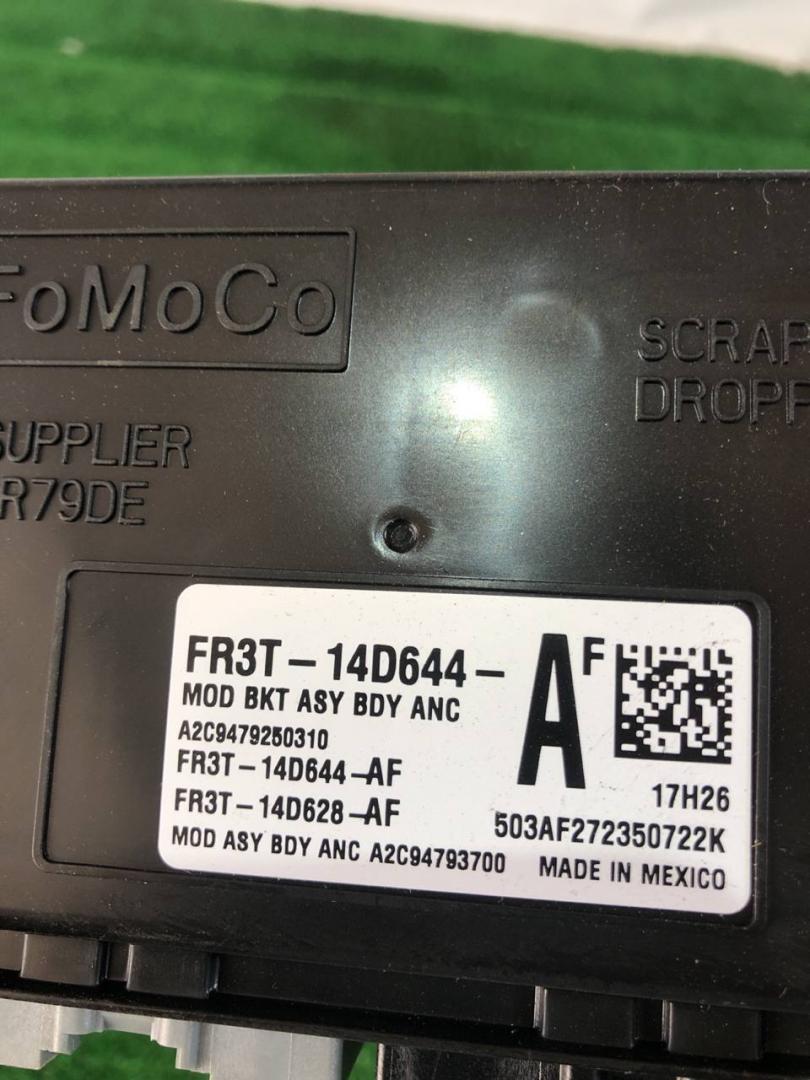 FoMoCo
SCRAP
DROPP
SUPPLIER
R79DE
FR3T-14D644-AF
MOD BKT ASY BDY ANC
A2C9479250310
FR3T-14D644-AF
FR3T-14D628-AF
17H26
503AF272350722K
MOD ASY BDY ANC A2C94793700
MADE IN MEXICO